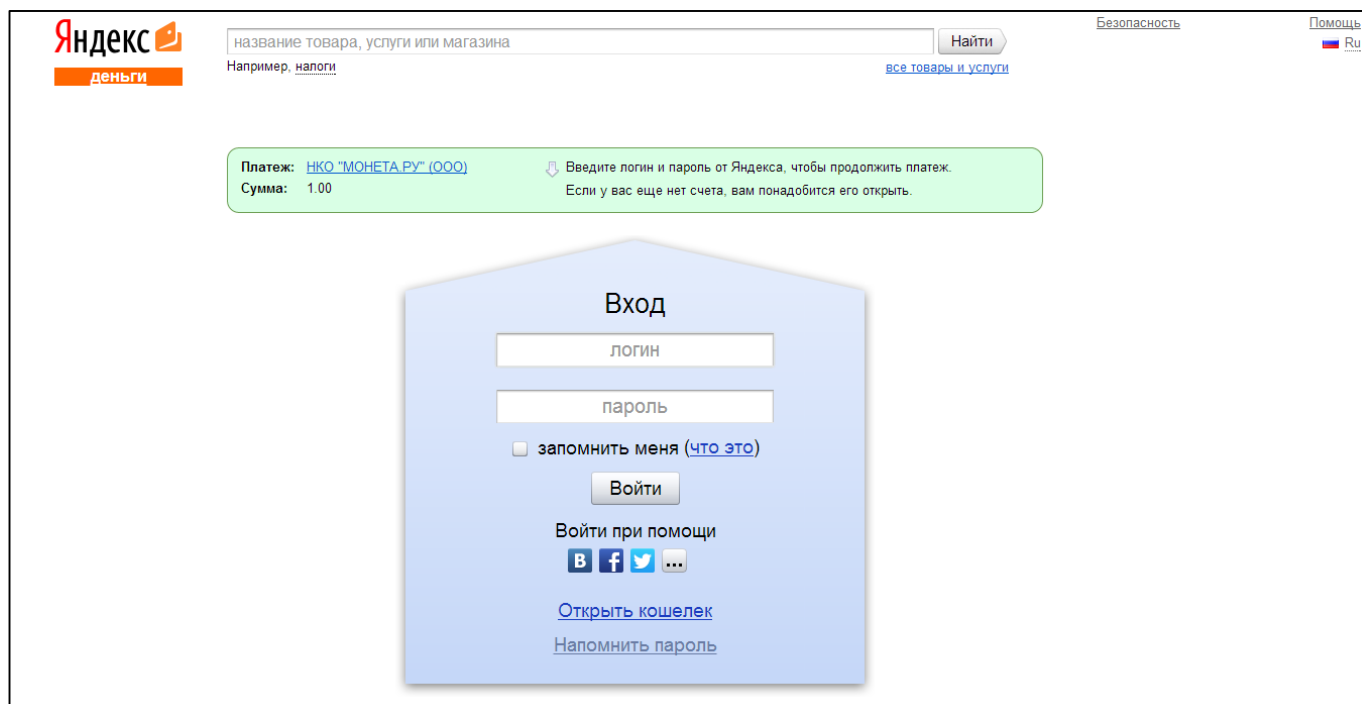 Яндекс
деньги
название товара, услуги или магазина
Найти
Например, налоги
все товары и услуги
Безопасность
Помощь
Ru
Платеж: НКО "МОНЕТА.РУ" (ООО)
Сумма: 1.00
Введите логин и пароль от Яндекса, чтобы продолжить платеж.
Если у вас еще нет счета, вам понадобится его открыть.
Вход
логин
пароль
запомнить меня (что это)
Войти
Войти при помощи
В f ...
Открыть кошелек
Напомнить пароль